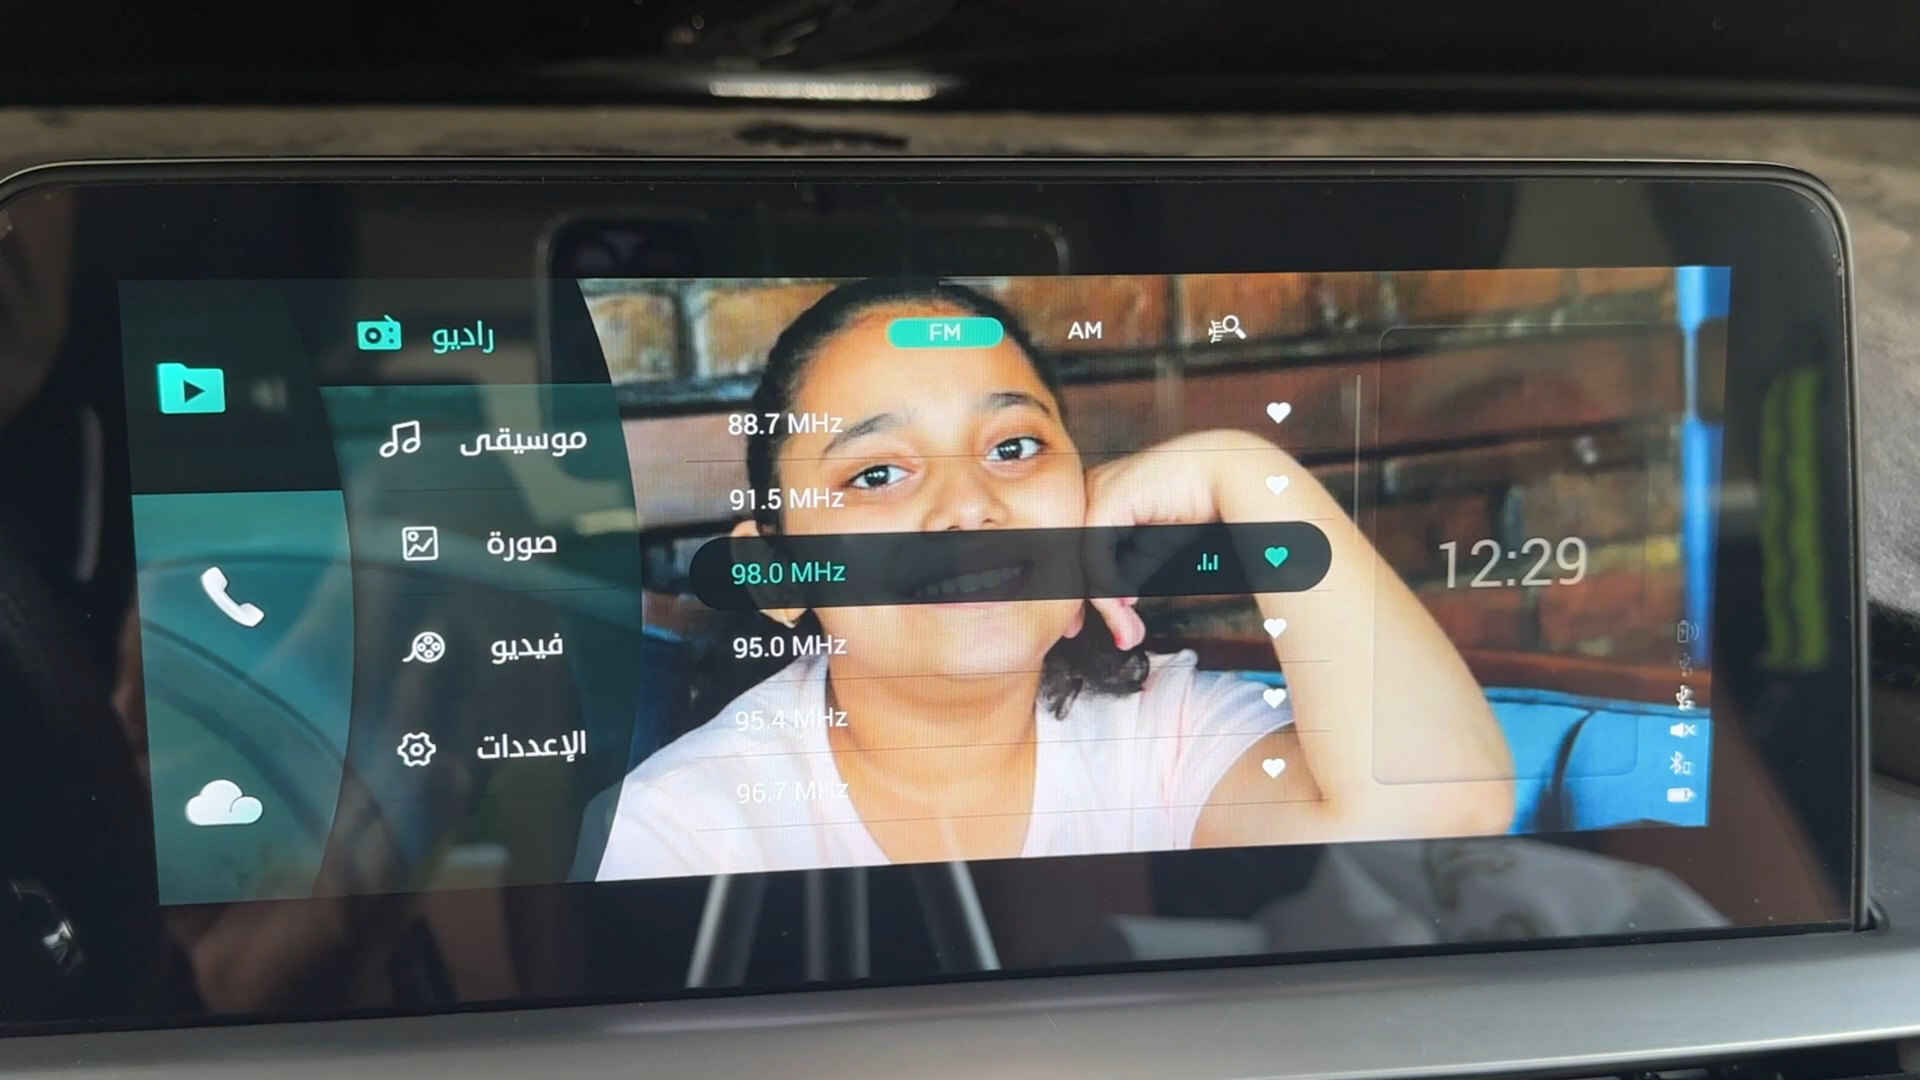 راديو
موسيقى
صورة
فيديو
الإعدادات
FM
AM
88.7 MHz
91.5 MHz
98.0 MHz
95.0 MHz
95.4 MHz
96.7 MHz
12:29